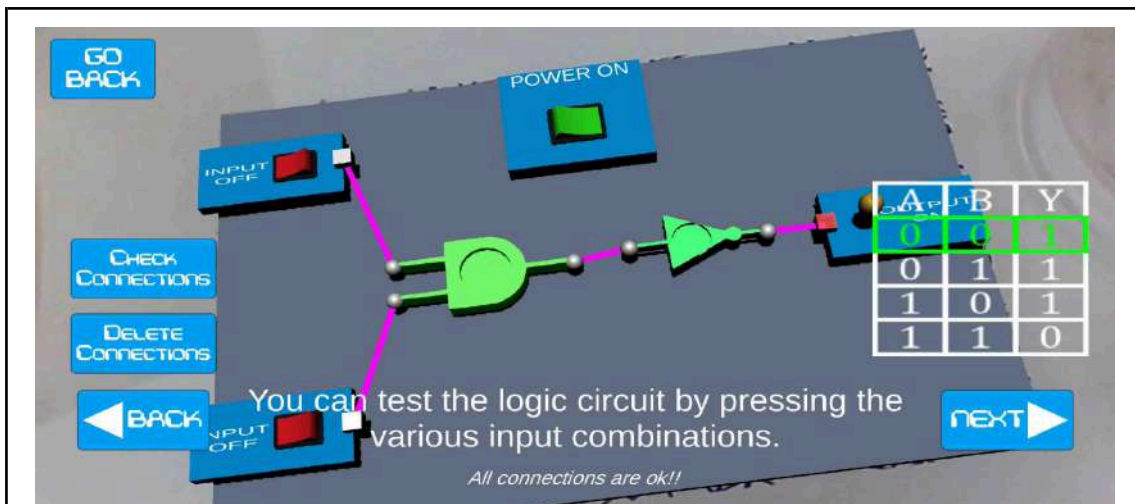 GO
BACK
POWER ON
INPUT
OFF
OUTPUT
ON
A B Y
0 0 1
0 1 1
1 0 1
1 1 0
CHECK
CONNECTIONS
DELETE
CONNECTIONS
BACK
INPUT
OFF
You can test the logic circuit by pressing the
various input combinations.
NEXT
All connections are ok!!